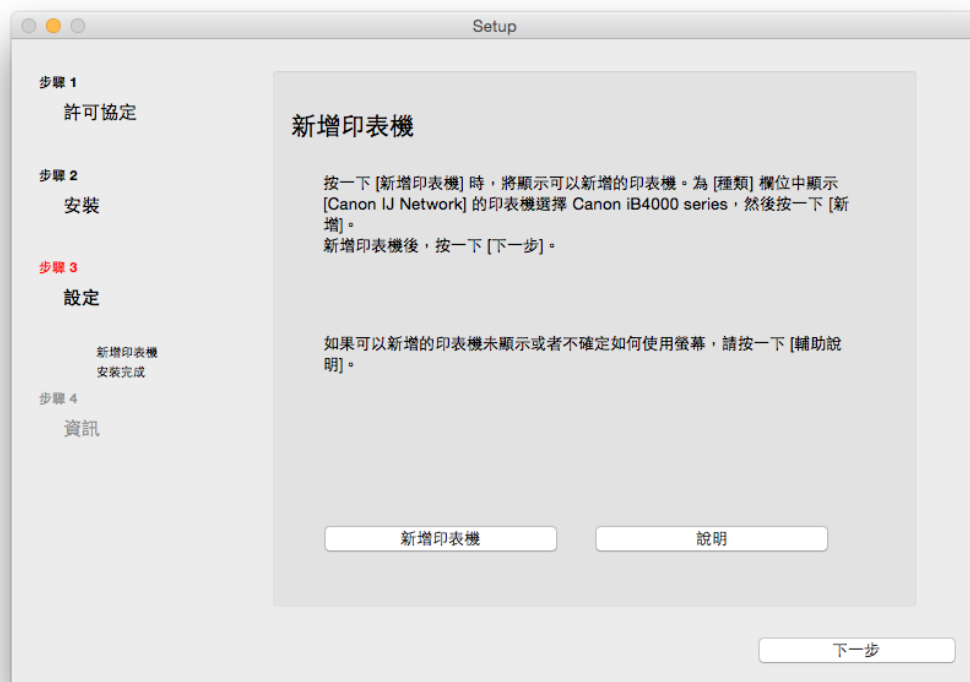 Setup
步驟 1
許可協定
步驟 2
安裝
步驟 3
設定
新增印表機
安裝完成
步驟 4
資訊
新增印表機
按一下 [新增印表機] 時，將顯示可以新增的印表機。為 [種類] 欄位中顯示
[Canon IJ Network] 的印表機選擇 Canon iB4000 series，然後按一下 [新
增]。
新增印表機後，按一下 [下一步]。
如果可以新增的印表機未顯示或者不確定如何使用螢幕，請按一下 [輔助說
明]。
新增印表機
說明
下一步